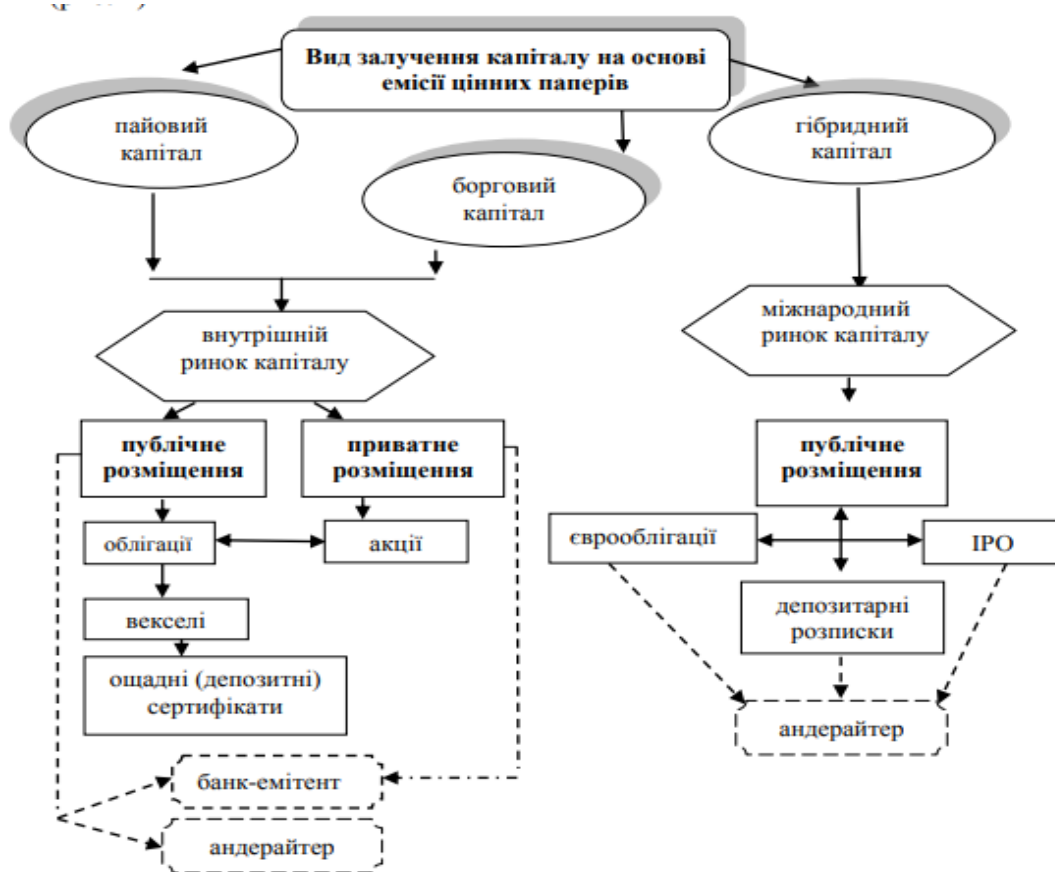 Вид залучення капіталу на основі
емісії цінних паперів
пайовий
капітал
борговий
капітал
гібридний
капітал
внутрішній
ринок капіталу
міжнародний
ринок капіталу
публічне
розміщення
приватне
розміщення
публічне
розміщення
облігації
акції
єврооблігації
ІРО
векселі
депозитарні
розписки
ощадні (депозитні)
сертифікати
андерайтер
банк-емітент
андерайтер